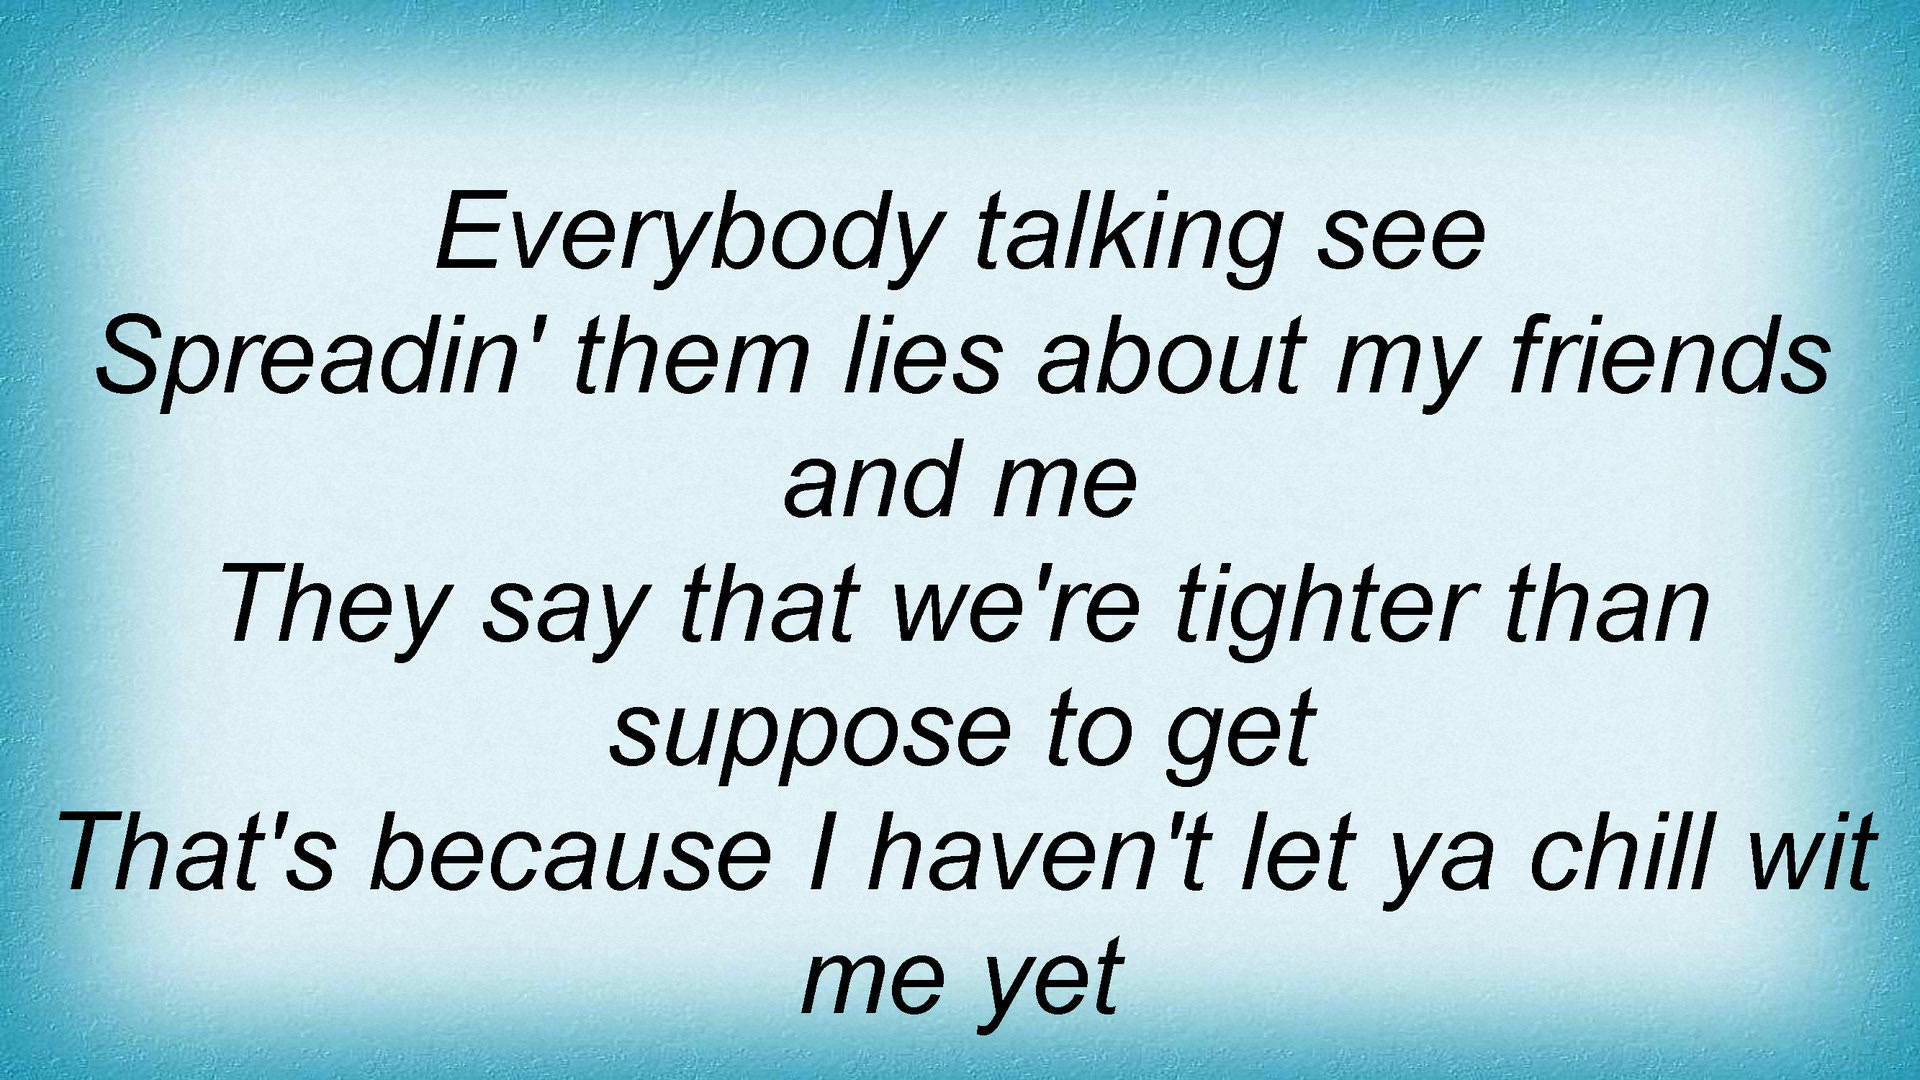 Everybody talking see
Spreadin' them lies about my friends
and me
They say that we're tighter than
suppose to get
That's because I haven't let ya chill wit
me yet